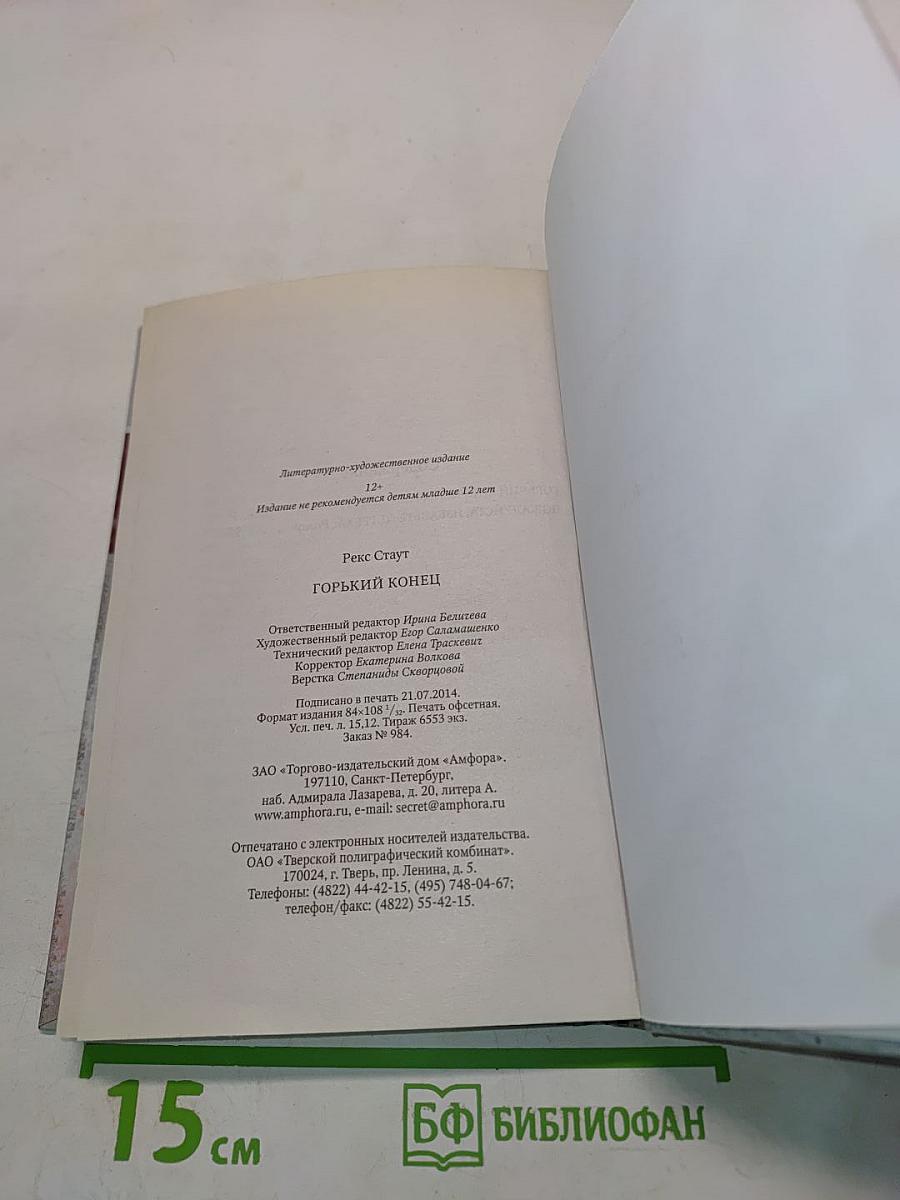 Литературно-художественное издание
12+
Издание не рекомендуется детям младше 12 лет
Рекс Стаут
ГОРЬКИЙ КОНЕЦ
Ответственный редактор Ирина Беличева
Художественный редактор Егор Саламашенко
Технический редактор Елена Траскевич
Корректор Екатерина Волкова
Верстка Степаниды Скворцовой
Подписано в печать 21.07.2014.
Формат издания 84×108 1/32. Печать офсетная.
Усл. печ. л. 15,12. Тираж 6553 экз.
Заказ № 984.
ЗАО «Торгово-издательский дом «Амфора».
197110, Санкт-Петербург,
наб. Адмирала Лазарева, д. 20, литера А.
www.amphora.ru, e-mail: secret@amphora.ru
Отпечатано с электронных носителей издательства.
ОАО «Тверской полиграфический комбинат».
170024, г. Тверь, пр. Ленина, д. 5.
Телефоны: (4822) 44-42-15, (495) 748-04-67;
телефон/факс: (4822) 55-42-15.
15 см
БФ БИБЛИОФАН